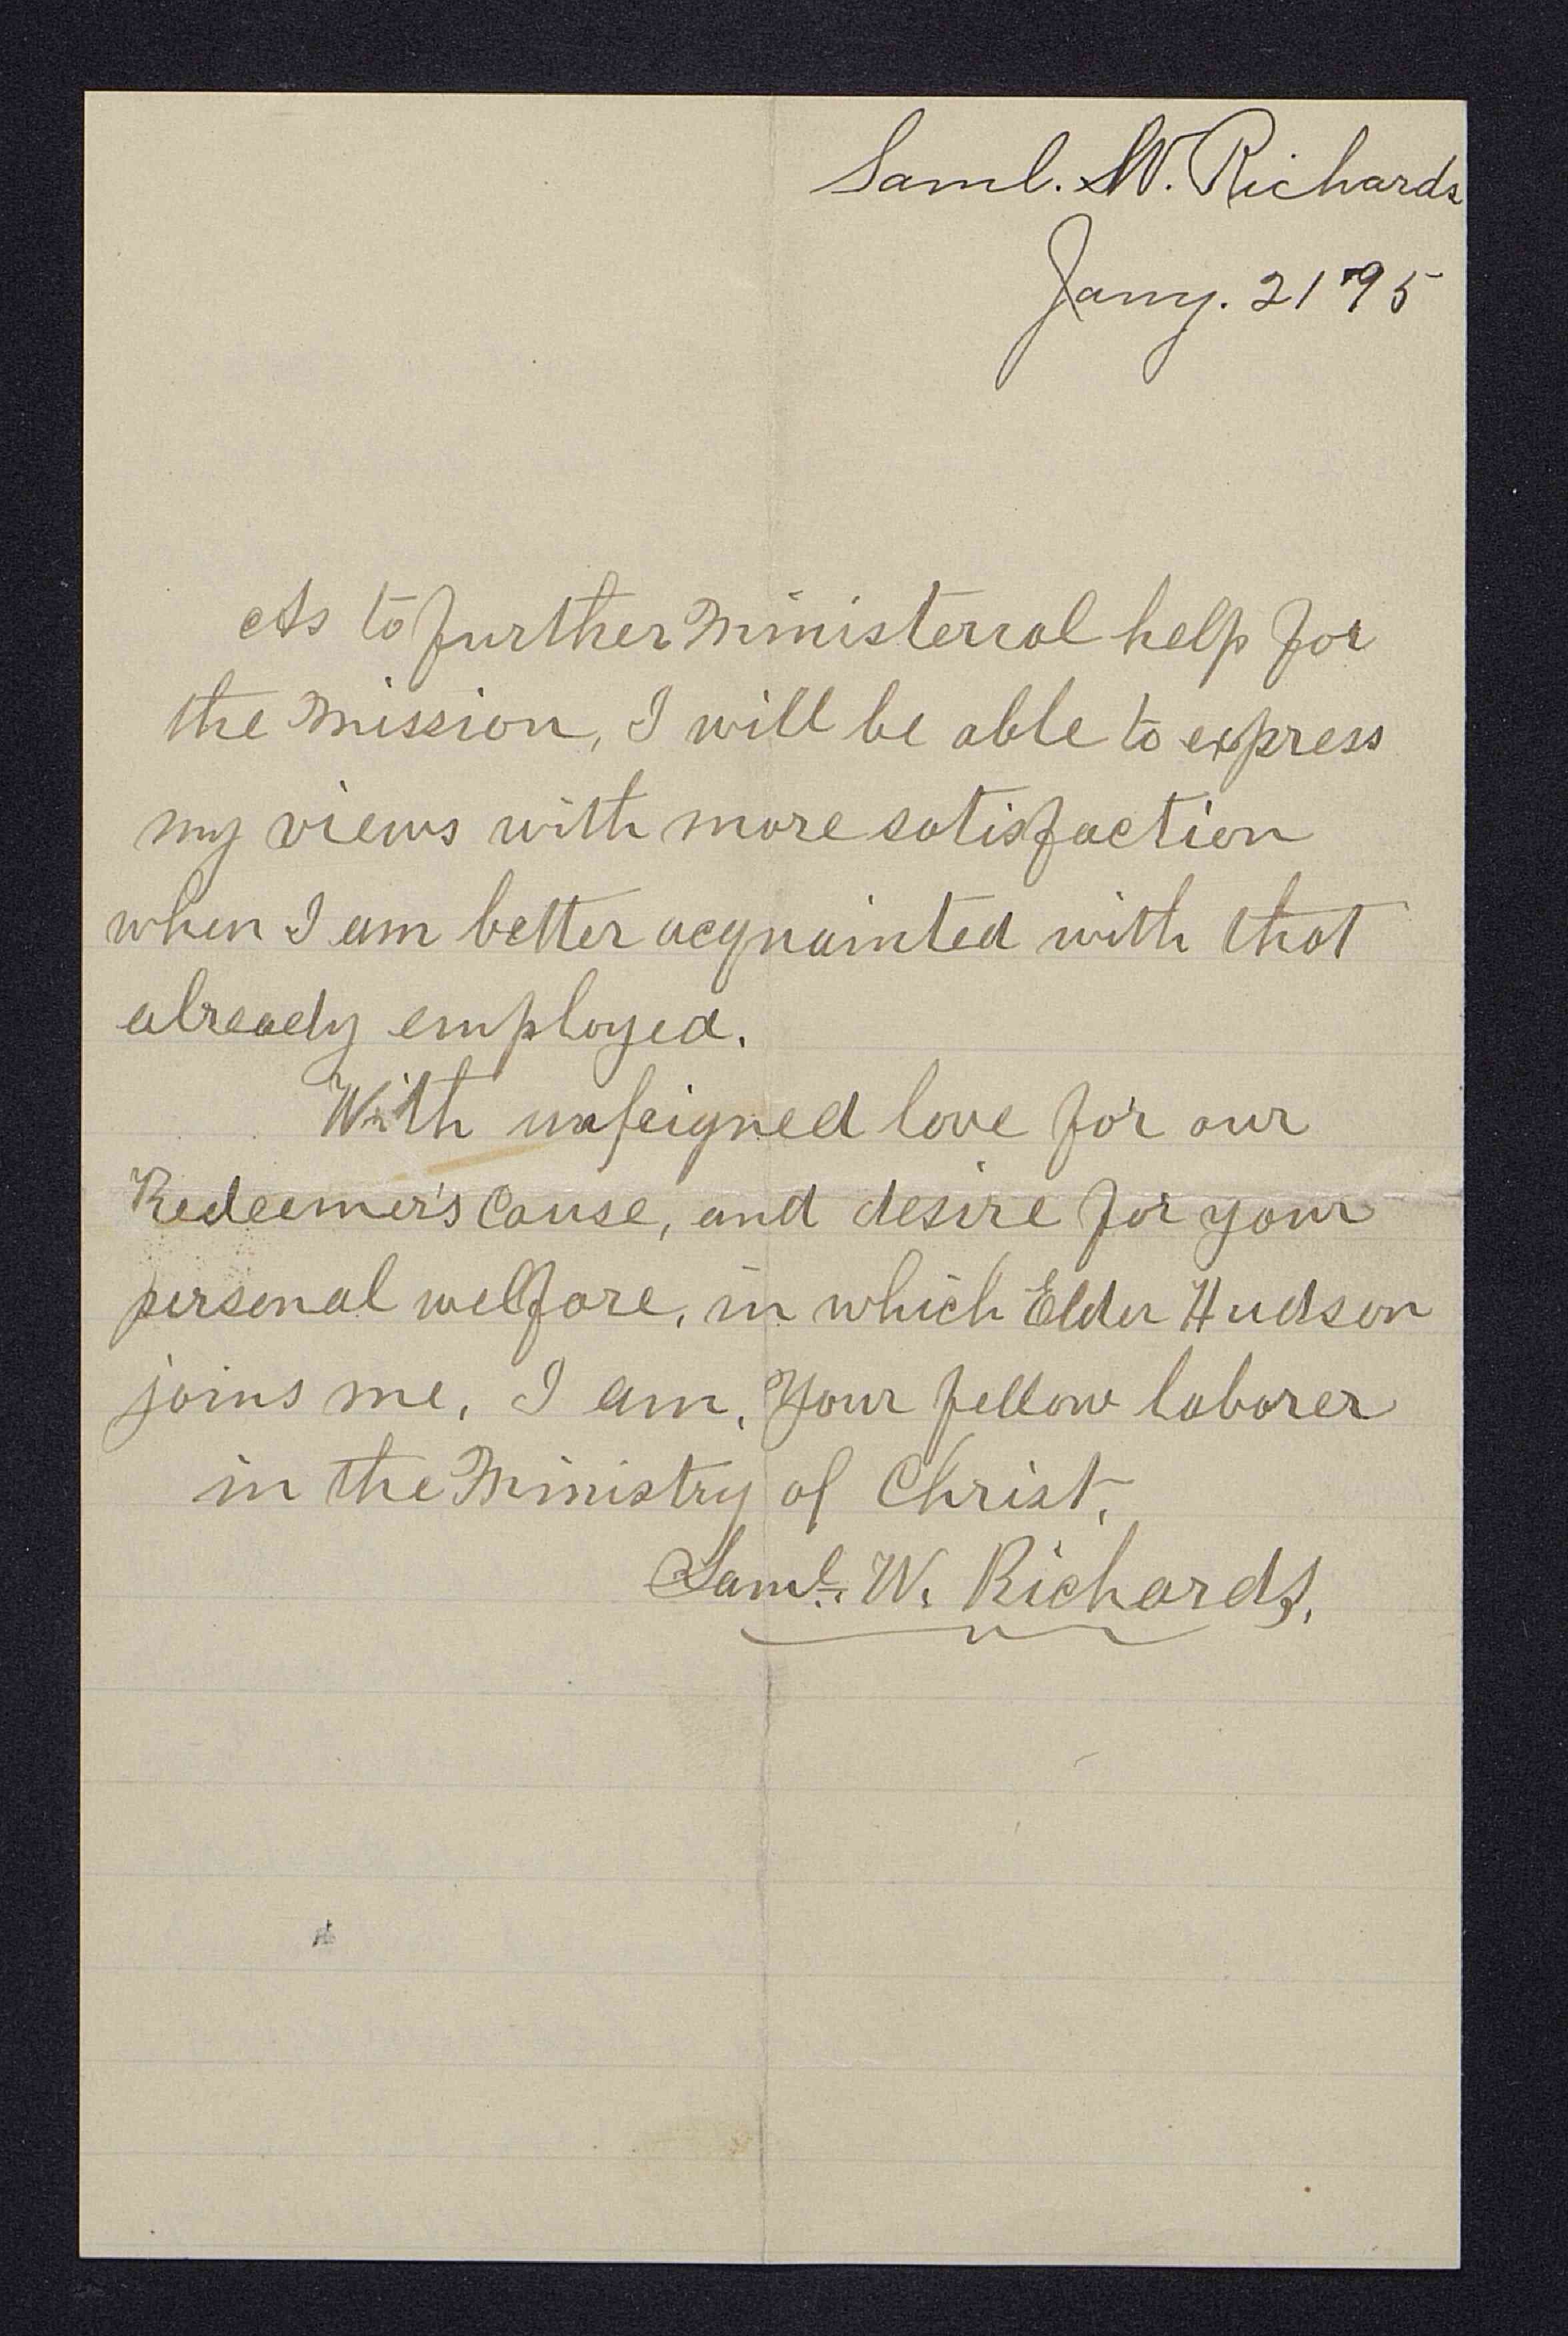 Saml. W. Richards
Jany. 21 '95
As to further Ministerial help for
the Mission, I will be able to express
my views with more satisfaction
when I am better acquainted with that
already employed.
With unfeigned love for our
Redeemer's Cause, and desire for your
personal welfare, in which Elder Hudson
joins me, I am, Your fellow laborer
in the Ministry of Christ,
Saml. W. Richards.